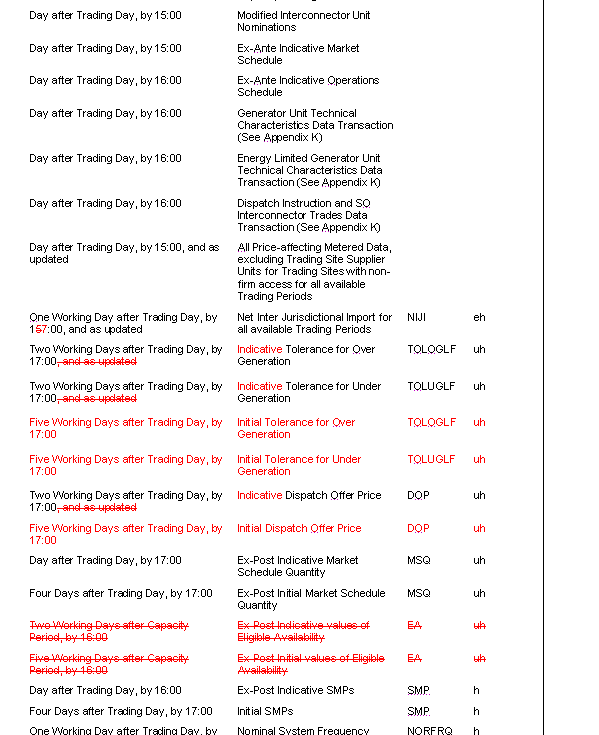 Day after Trading Day, by 15:00
Modified Interconnector Unit
Nominations
Day after Trading Day, by 15:00
Ex-Ante Indicative Market
Schedule
Day after Trading Day, by 16:00
Ex-Ante Indicative Operations
Schedule
Day after Trading Day, by 16:00
Generator Unit Technical
Characteristics Data Transaction
(See Appendix K)
Day after Trading Day, by 16:00
Energy Limited Generator Unit
Technical Characteristics Data
Transaction (See Appendix K)
Day after Trading Day, by 16:00
Dispatch Instruction and SO
Interconnector Trades Data
Transaction (See Appendix K)
Day after Trading Day, by 15:00, and as
updated
All Price-affecting Metered Data,
excluding Trading Site Supplier
Units for Trading Sites with non-
firm access for all available
Trading Periods
One Working Day after Trading Day, by
157:00, and as updated
Net Inter Jurisdictional Import for
all available Trading Periods
NIJI
eh
Two Working Days after Trading Day, by
17:00, and as updated
Indicative Tolerance for Over
Generation
TOLOGLF
uh
Two Working Days after Trading Day, by
17:00, and as updated
Indicative Tolerance for Under
Generation
TOLUGLF
uh
Five Working Days after Trading Day, by
17:00
Initial Tolerance for Over
Generation
TOLOGLF
uh
Five Working Days after Trading Day, by
17:00
Initial Tolerance for Under
Generation
TOLUGLF
uh
Two Working Days after Trading Day, by
17:00, and as updated
Indicative Dispatch Offer Price
DOP
uh
Five Working Days after Trading Day, by
17:00
Initial Dispatch Offer Price
DOP
uh
Day after Trading Day, by 17:00
Ex-Post Indicative Market
Schedule Quantity
MSQ
uh
Four Days after Trading Day, by 17:00
Ex-Post Initial Market Schedule
Quantity
MSQ
uh
Two Working Days after Capacity
Period, by 16:00
Ex-Post Indicative values of
Eligible Availability
EA
uh
Five Working Days after Capacity
Period, by 16:00
Ex-Post Initial values of Eligible
Availability
EA
uh
Day after Trading Day, by 16:00
Ex-Post Indicative SMPs
SMP
h
Four Days after Trading Day, by 17:00
Initial SMPs
SMP
h
One Working Day after Trading Day, by
Nominal System Frequency
NORFRQ
h